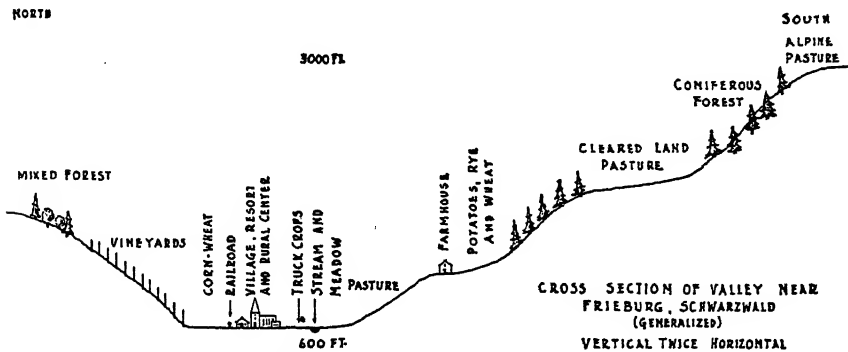 NORTH
SOUTH
ALPINE
PASTURE
3000 FT.
CONIFEROUS
FOREST
CLEARED LAND
PASTURE
MIXED FOREST
VINEYARDS
CORN-WHEAT
RAILROAD
VILLAGE, RESORT
AND RURAL CENTER
TRUCK CROPS
STREAM AND
MEADOW
PASTURE
FARMHOUSE
POTATOES, RYE
AND WHEAT
600 FT.
CROSS SECTION OF VALLEY NEAR
FRIEBURG, SCHWARZWALD
(GENERALIZED)
VERTICAL TWICE HORIZONTAL